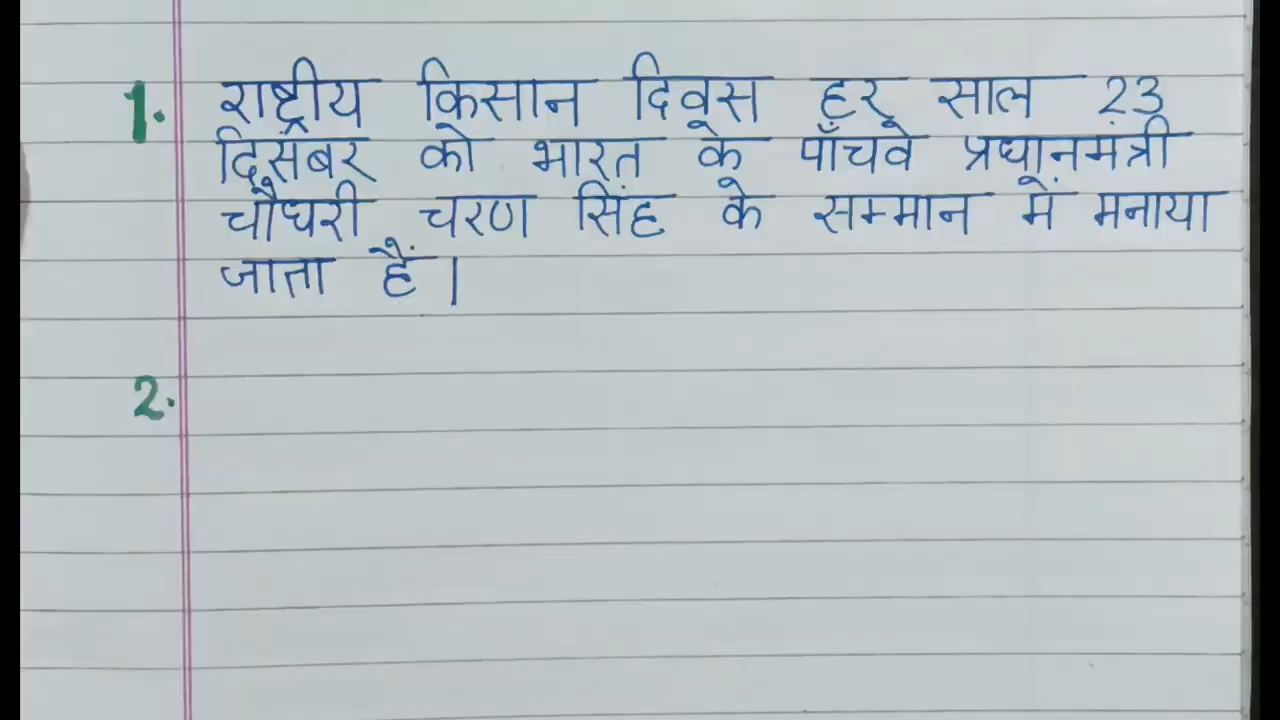 1. राष्ट्रीय किसान दिवस हर साल 23
दिसंबर को भारत के पाँचवे प्रधानमंत्री
चौधरी चरण सिंह के सम्मान में मनाया
जाता हैं।
2.